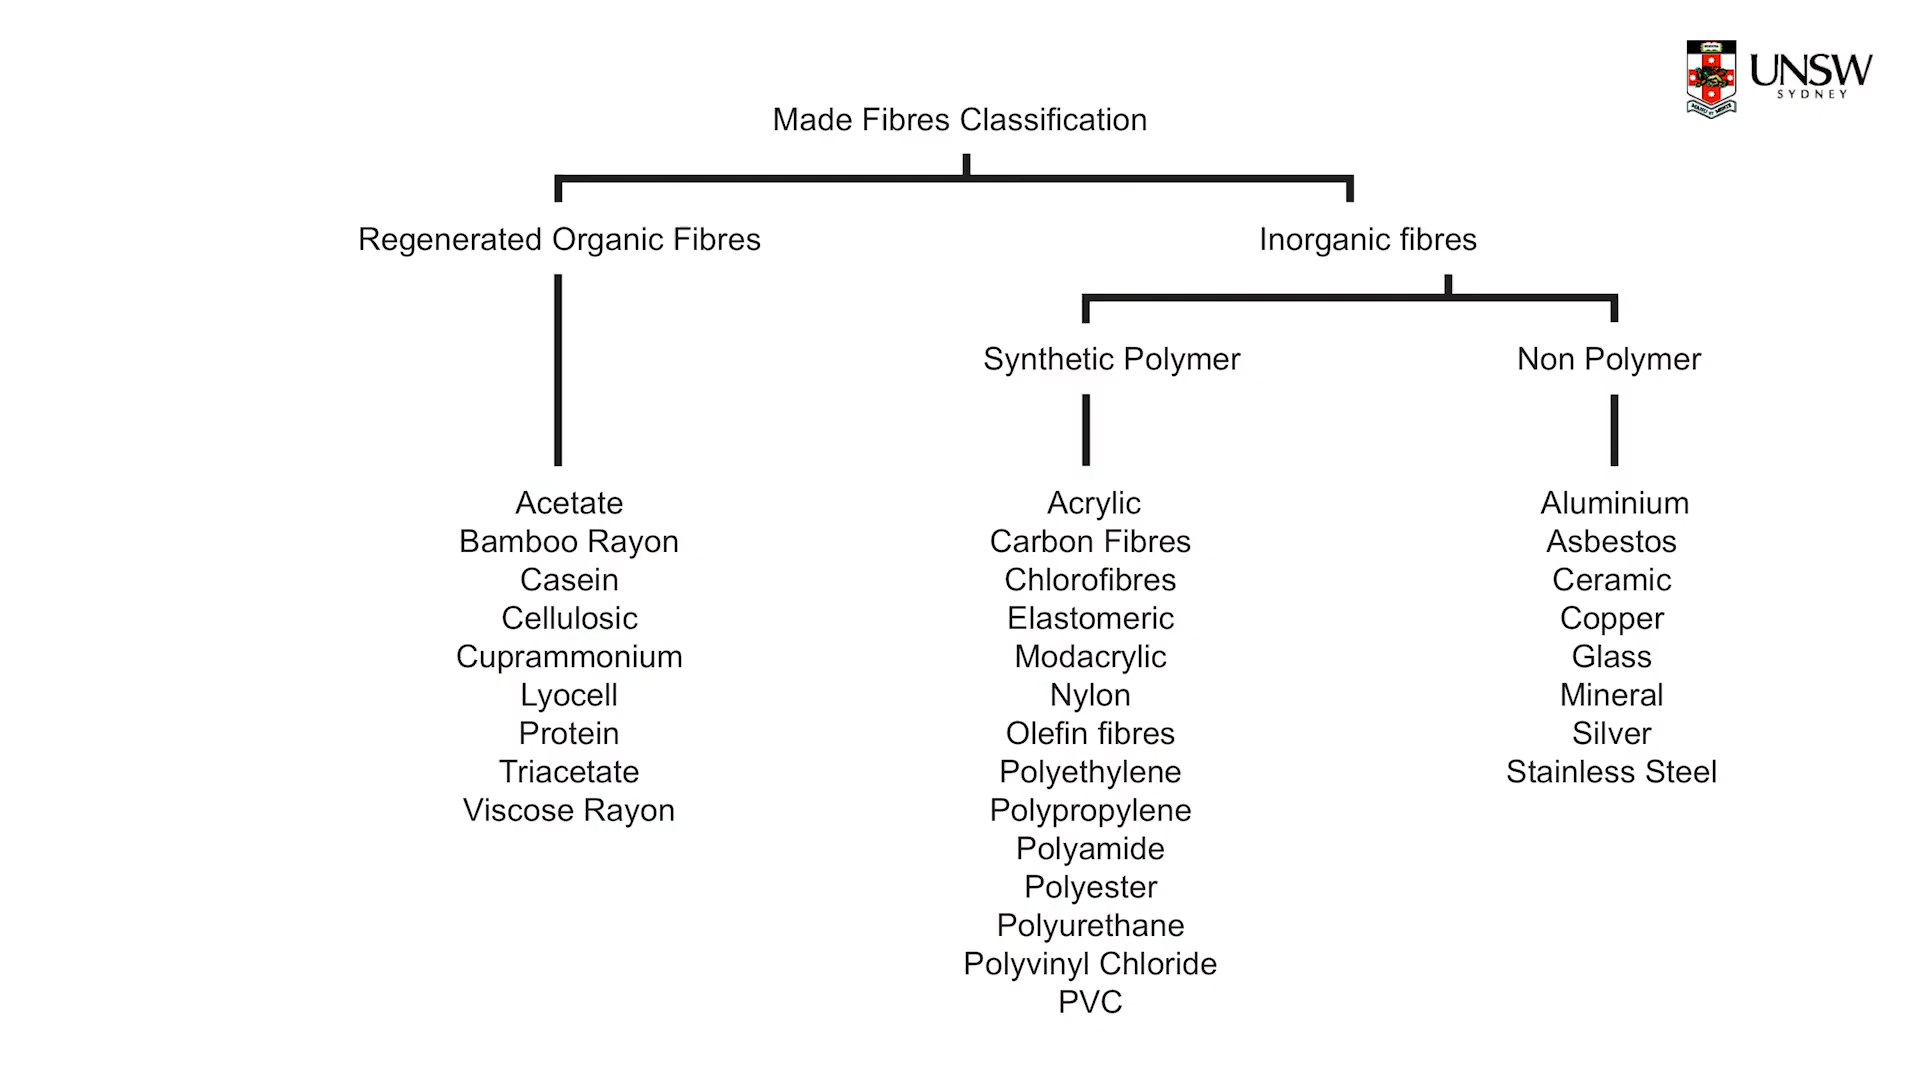 UNSW
SYDNEY
Made Fibres Classification
Regenerated Organic Fibres
Inorganic fibres
Synthetic Polymer
Non Polymer
Acetate
Bamboo Rayon
Casein
Cellulosic
Cuprammonium
Lyocell
Protein
Triacetate
Viscose Rayon
Acrylic
Carbon Fibres
Chlorofibres
Elastomeric
Modacrylic
Nylon
Olefin fibres
Polyethylene
Polypropylene
Polyamide
Polyester
Polyurethane
Polyvinyl Chloride
PVC
Aluminium
Asbestos
Ceramic
Copper
Glass
Mineral
Silver
Stainless Steel